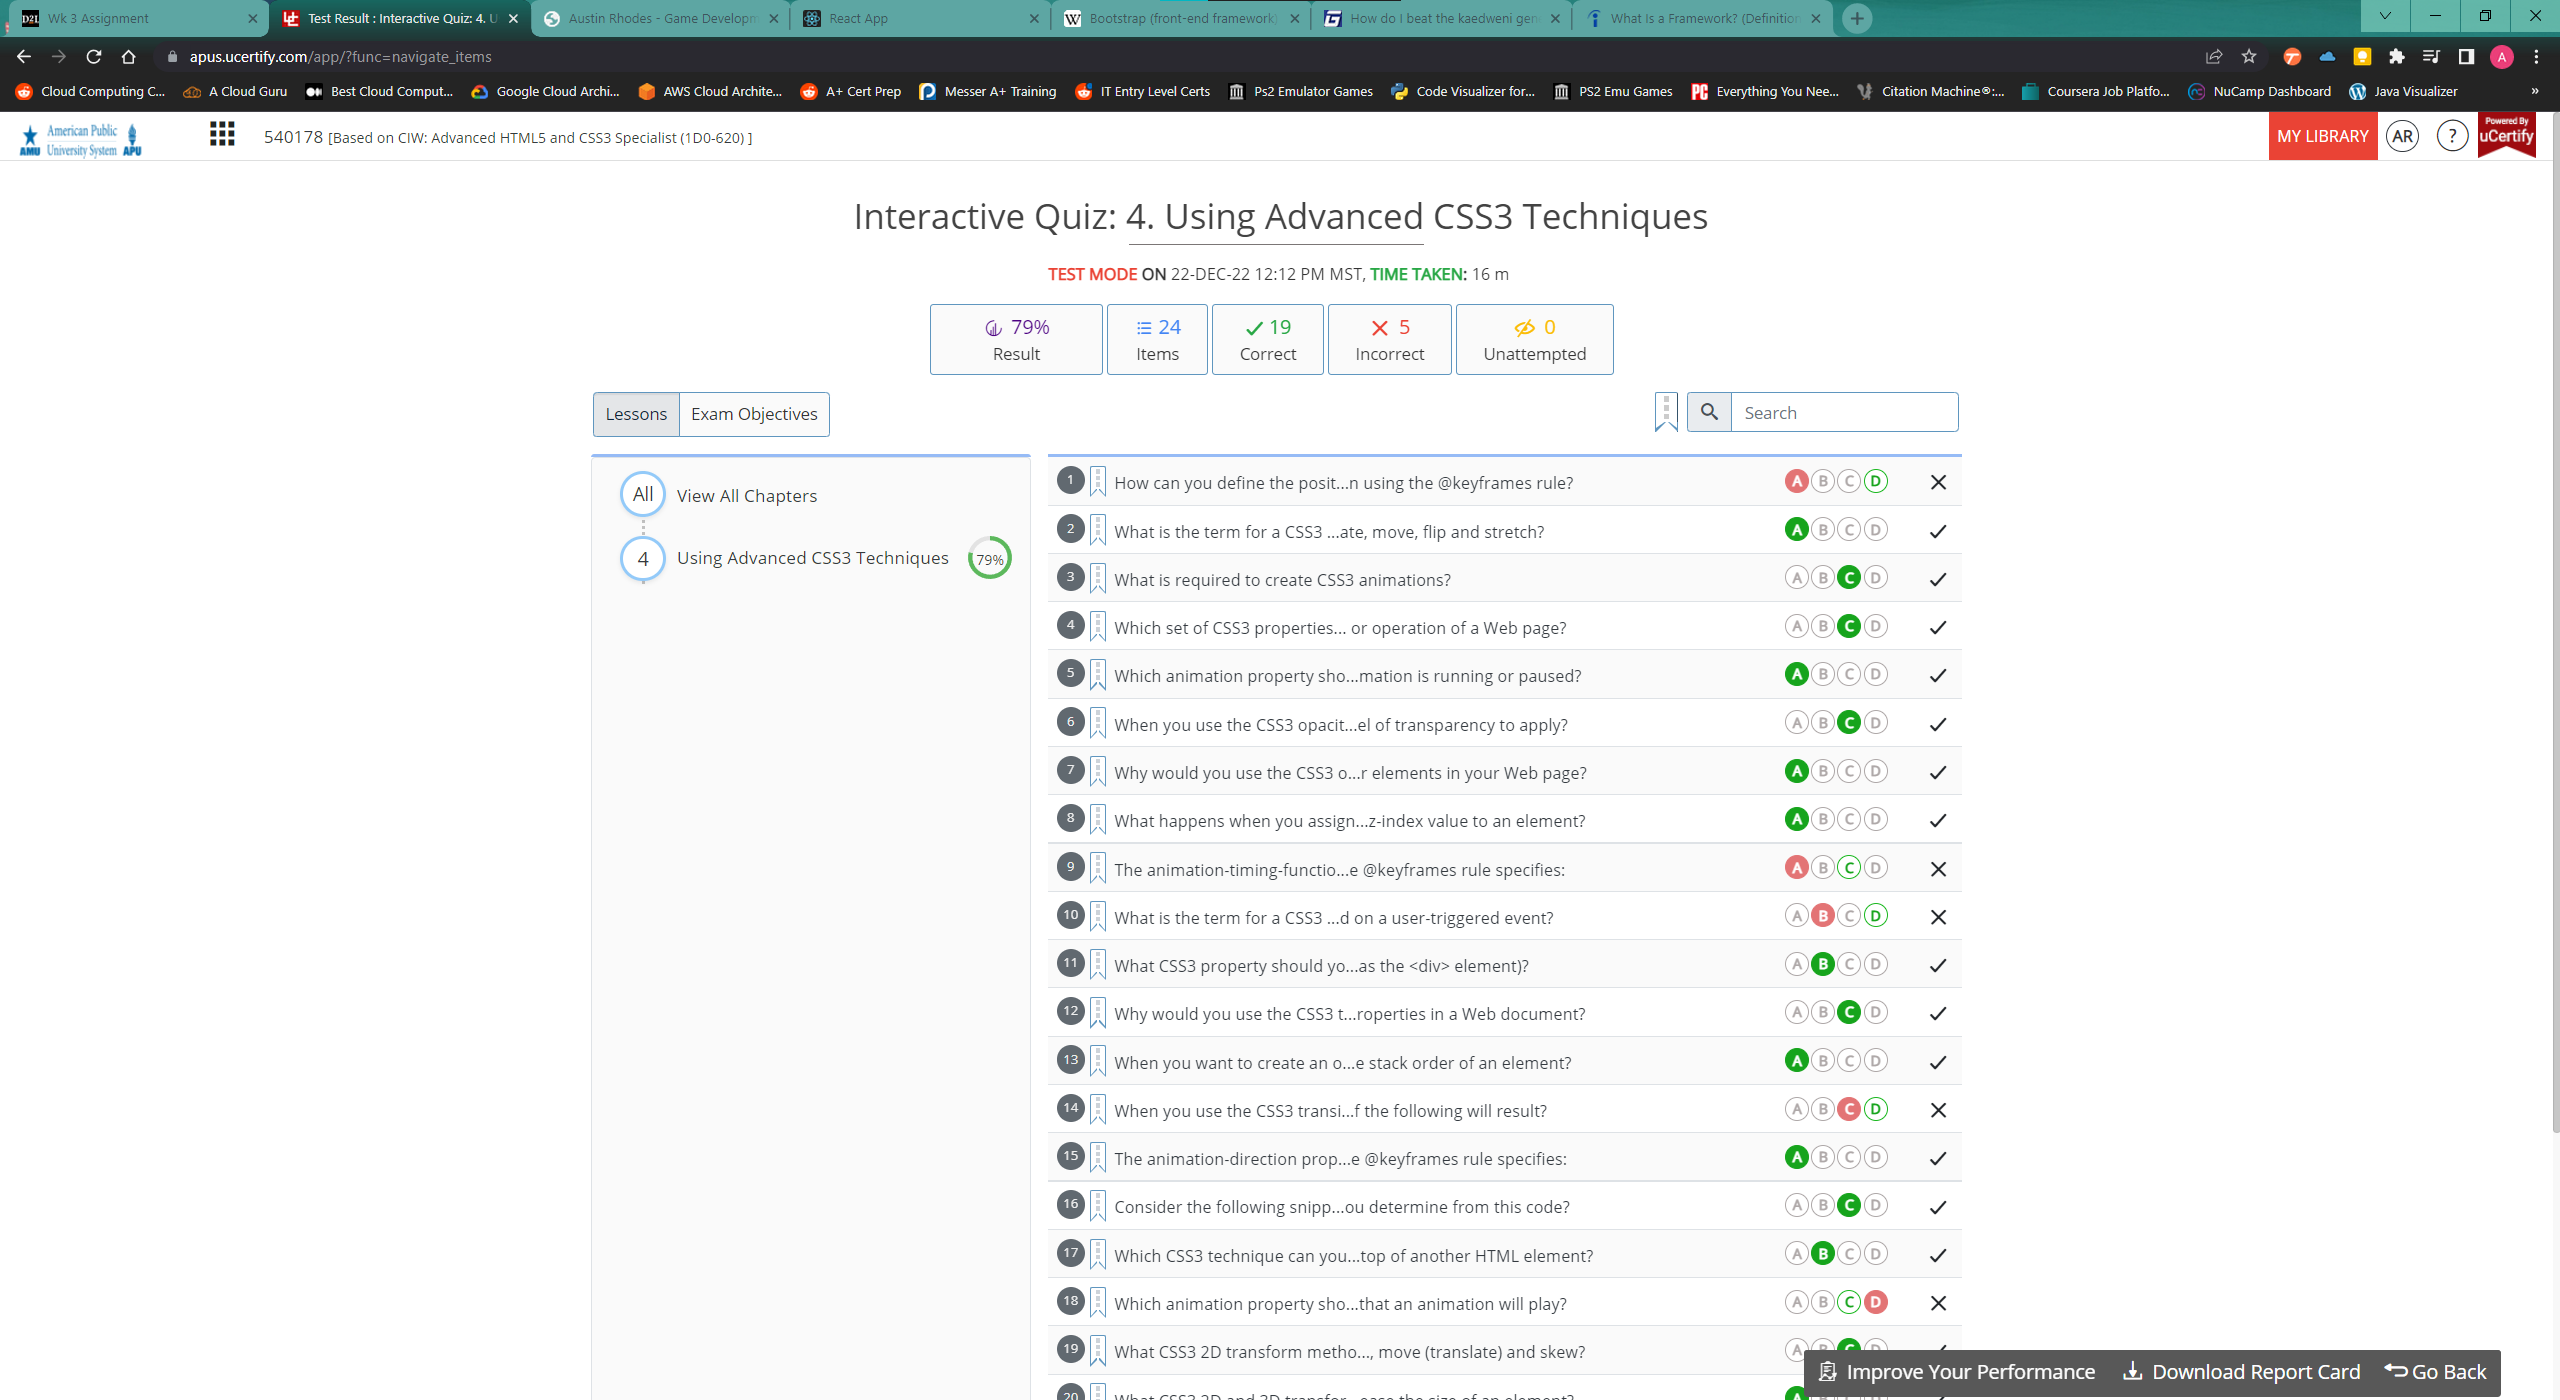 Wk 3 Assignment
Test Result : Interactive Quiz: 4. U
Austin Rhodes - Game Developm
React App
Bootstrap (front-end framework)
How do I beat the kaedweni gen
What Is a Framework? (Definition
apus.ucertify.com/app/?func=navigate_items
A
Cloud Computing C...
A Cloud Guru
Best Cloud Comput...
Google Cloud Archi...
AWS Cloud Archite...
A+ Cert Prep
Messer A+ Training
IT Entry Level Certs
Ps2 Emulator Games
Code Visualizer for...
PS2 Emu Games
Everything You Nee...
Citation Machine®:...
Coursera Job Platfo...
NuCamp Dashboard
Java Visualizer
»
American Public
AMU University System APU
540178 [Based on CIW: Advanced HTML5 and CSS3 Specialist (1D0-620) ]
MY LIBRARY
AR
?
Powered By
uCertify
Interactive Quiz: 4. Using Advanced CSS3 Techniques
TEST MODE ON 22-DEC-22 12:12 PM MST, TIME TAKEN: 16 m
79%
Result
24
Items
19
Correct
5
Incorrect
0
Unattempted
Lessons
Exam Objectives
Search
All View All Chapters
4 Using Advanced CSS3 Techniques 79%
1 How can you define the posit...n using the @keyframes rule? A B C D
2 What is the term for a CSS3 ...ate, move, flip and stretch? A B C D
3 What is required to create CSS3 animations? A B C D
4 Which set of CSS3 properties... or operation of a Web page? A B C D
5 Which animation property sho...mation is running or paused? A B C D
6 When you use the CSS3 opacit...el of transparency to apply? A B C D
7 Why would you use the CSS3 o...r elements in your Web page? A B C D
8 What happens when you assign...z-index value to an element? A B C D
9 The animation-timing-functio...e @keyframes rule specifies: A B C D
10 What is the term for a CSS3 ...d on a user-triggered event? A B C D
11 What CSS3 property should yo...as the <div> element)? A B C D
12 Why would you use the CSS3 t...roperties in a Web document? A B C D
13 When you want to create an o...e stack order of an element? A B C D
14 When you use the CSS3 transi...f the following will result? A B C D
15 The animation-direction prop...e @keyframes rule specifies: A B C D
16 Consider the following snipp...ou determine from this code? A B C D
17 Which CSS3 technique can you...top of another HTML element? A B C D
18 Which animation property sho...that an animation will play? A B C D
19 What CSS3 2D transform metho..., move (translate) and skew? A B C D
20 What CSS3 2D and 3D transfor...ease the size of an element? A
Improve Your Performance
Download Report Card
Go Back